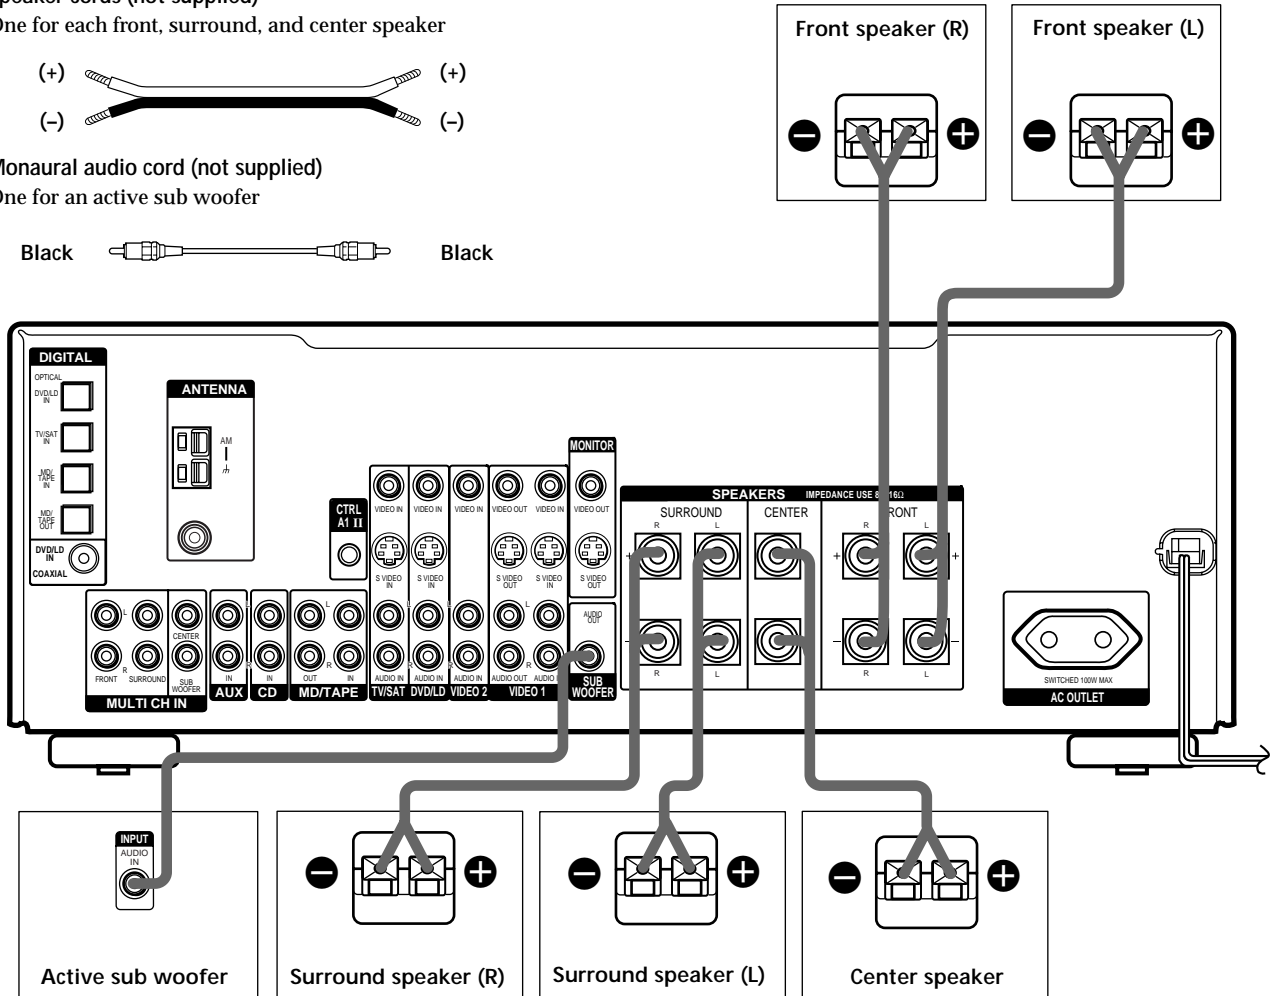 One for each front, surround, and center speaker
(+) (+)
(–) (–)
Monaural audio cord (not supplied)
One for an active sub woofer
Black Black
Front speaker (R)
Front speaker (L)
DIGITAL
OPTICAL
DVD/LD
IN
TV/SAT
IN
MD/
TAPE
IN
MD/
TAPE
OUT
DVD/LD
IN
COAXIAL
ANTENNA
AM
CTRL
A1 II
MONITOR
VIDEO IN
VIDEO IN
VIDEO IN
VIDEO OUT
VIDEO IN
VIDEO OUT
S VIDEO
IN
S VIDEO
IN
S VIDEO
OUT
S VIDEO
IN
S VIDEO
OUT
AUDIO
OUT
L
R
FRONT
SURROUND
CENTER
SUB
WOOFER
MULTI CH IN
L
R
IN
AUX
L
R
IN
CD
L
R
OUT
IN
MD/TAPE
L
R
AUDIO IN
TV/SAT
L
R
AUDIO IN
DVD/LD
AUDIO IN
VIDEO 2
L
R
AUDIO OUT
AUDIO IN
VIDEO 1
SUB
WOOFER
SPEAKERS
IMPEDANCE USE 8 16Ω
SURROUND
CENTER
FRONT
R L R L
+ + +
– – –
R L R L
SWITCHED 100W MAX
AC OUTLET
INPUT
AUDIO
IN
Active sub woofer
Surround speaker (R)
Surround speaker (L)
Center speaker